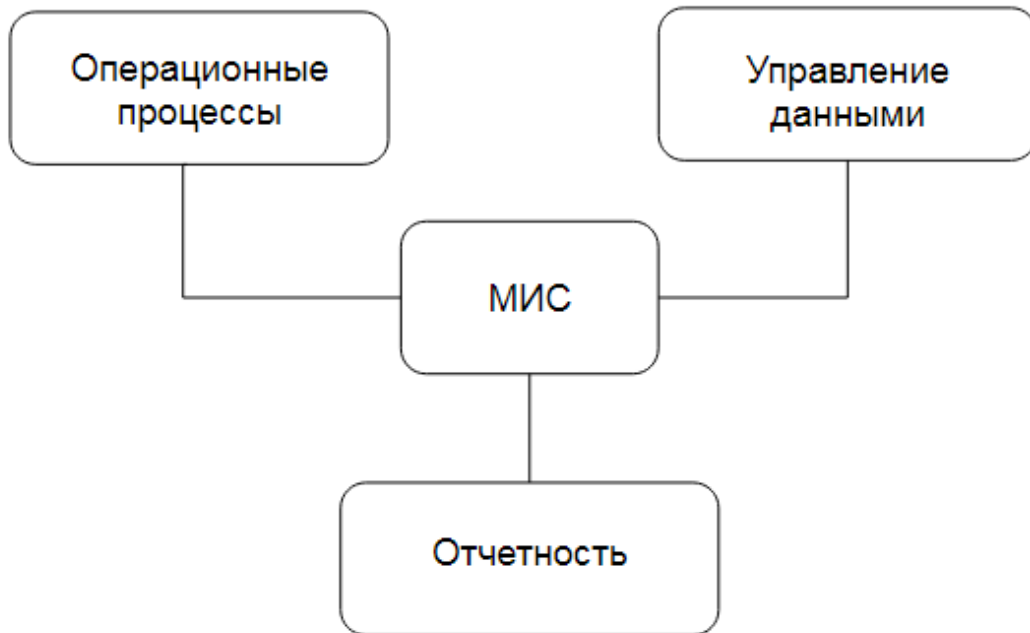 Операционные
процессы
Управление
данными
МИС
Отчетность